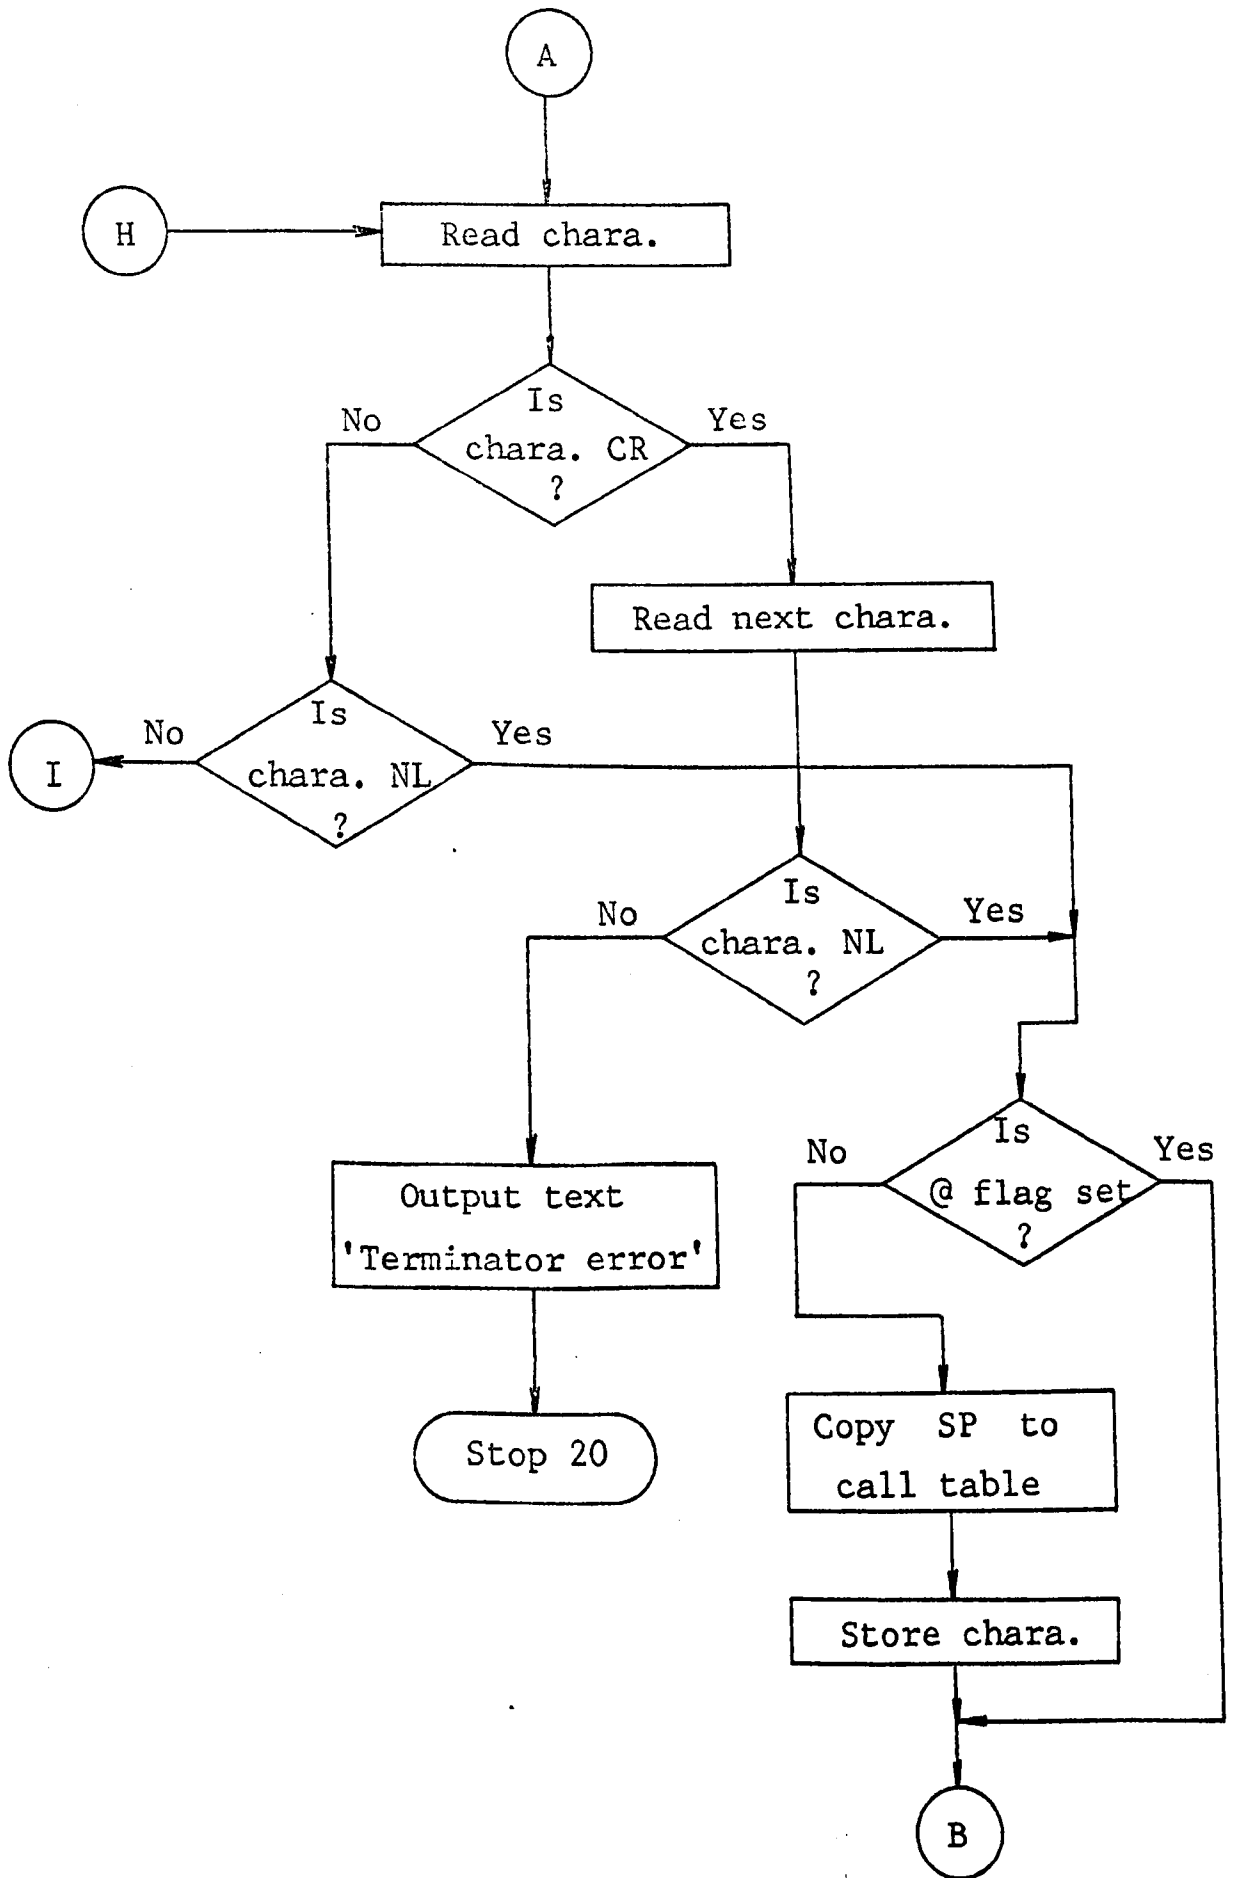 A
H
Read chara.
No
Is
Yes
chara. CR
?
Read next chara.
No
Is
Yes
I
chara. NL
?
No
Is
Yes
chara. NL
?
No
Is
Yes
@ flag set
?
Output text
'Terminator error'
Stop 20
Copy SP to
call table
Store chara.
B